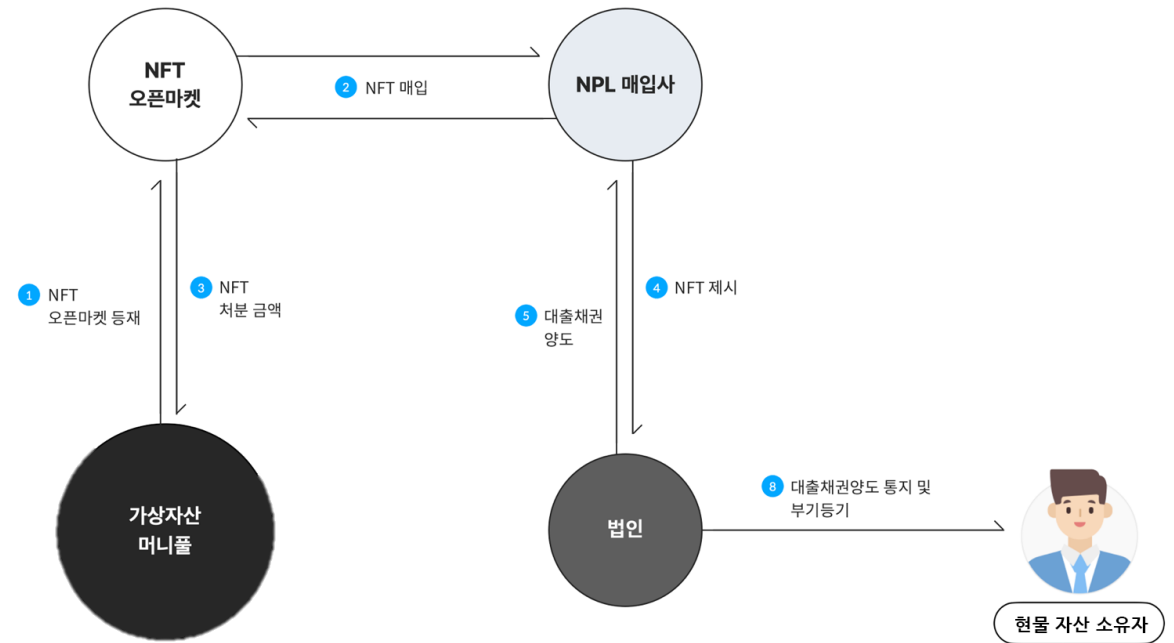 NFT
오픈마켓
2 NFT 매입
NPL 매입사
1 NFT
오픈마켓 등재
3 NFT
처분 금액
5 대출채권
양도
4 NFT 제시
가상자산
머니풀
법인
8 대출채권양도 통지 및
부기등기
현물 자산 소유자